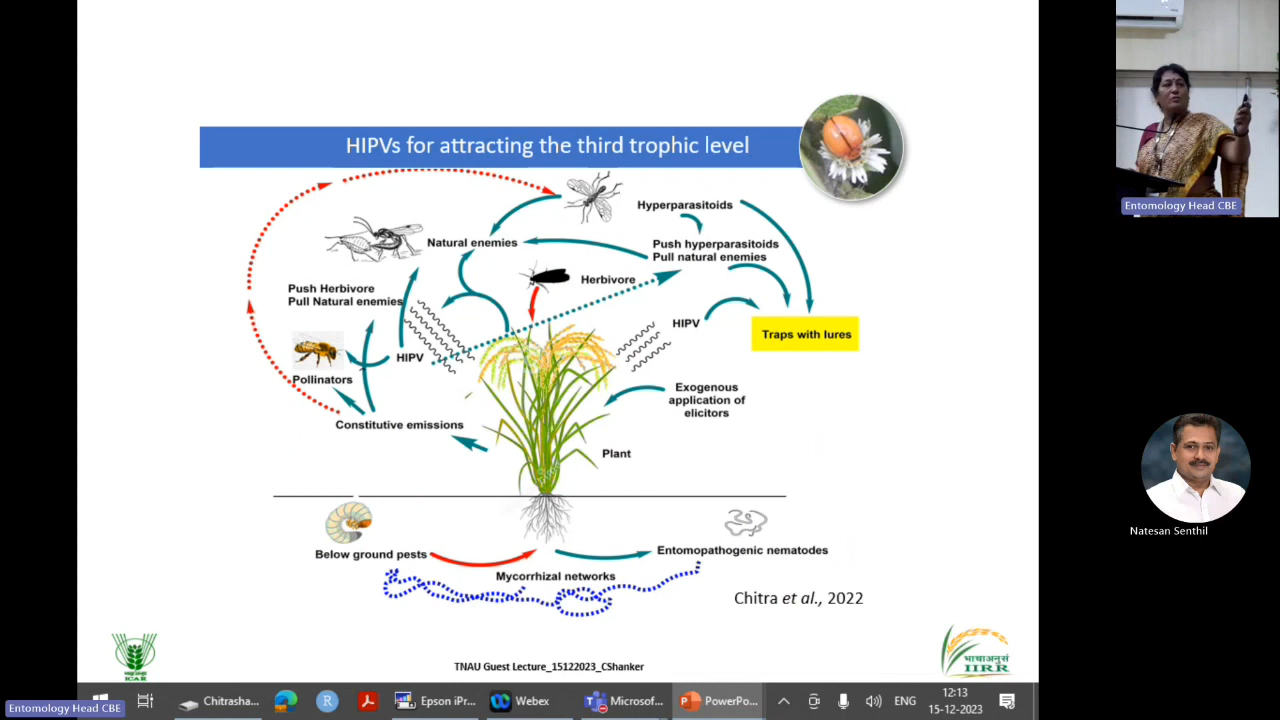 HIPVs for attracting the third trophic level
Hyperparasitoids
Natural enemies
Push hyperparasitoids
Pull natural enemies
Herbivore
Push Herbivore
Pull Natural enemies
HIPV
Traps with lures
HIPV
Pollinators
Exogenous
application of
elicitors
Constitutive emissions
Plant
Below ground pests
Entomopathogenic nematodes
Mycorrhizal networks
Chitra et al., 2022
ICAR
TNAU Guest Lecture_15122023_CShanker
भाचाअनुसं
IIRR
Entomology Head CBE
Natesan Senthil
Entomology Head CBE
Chitrasha...
R
Epson iPr...
Webex
Microsof...
PowerPo...
ENG
12:13
15-12-2023